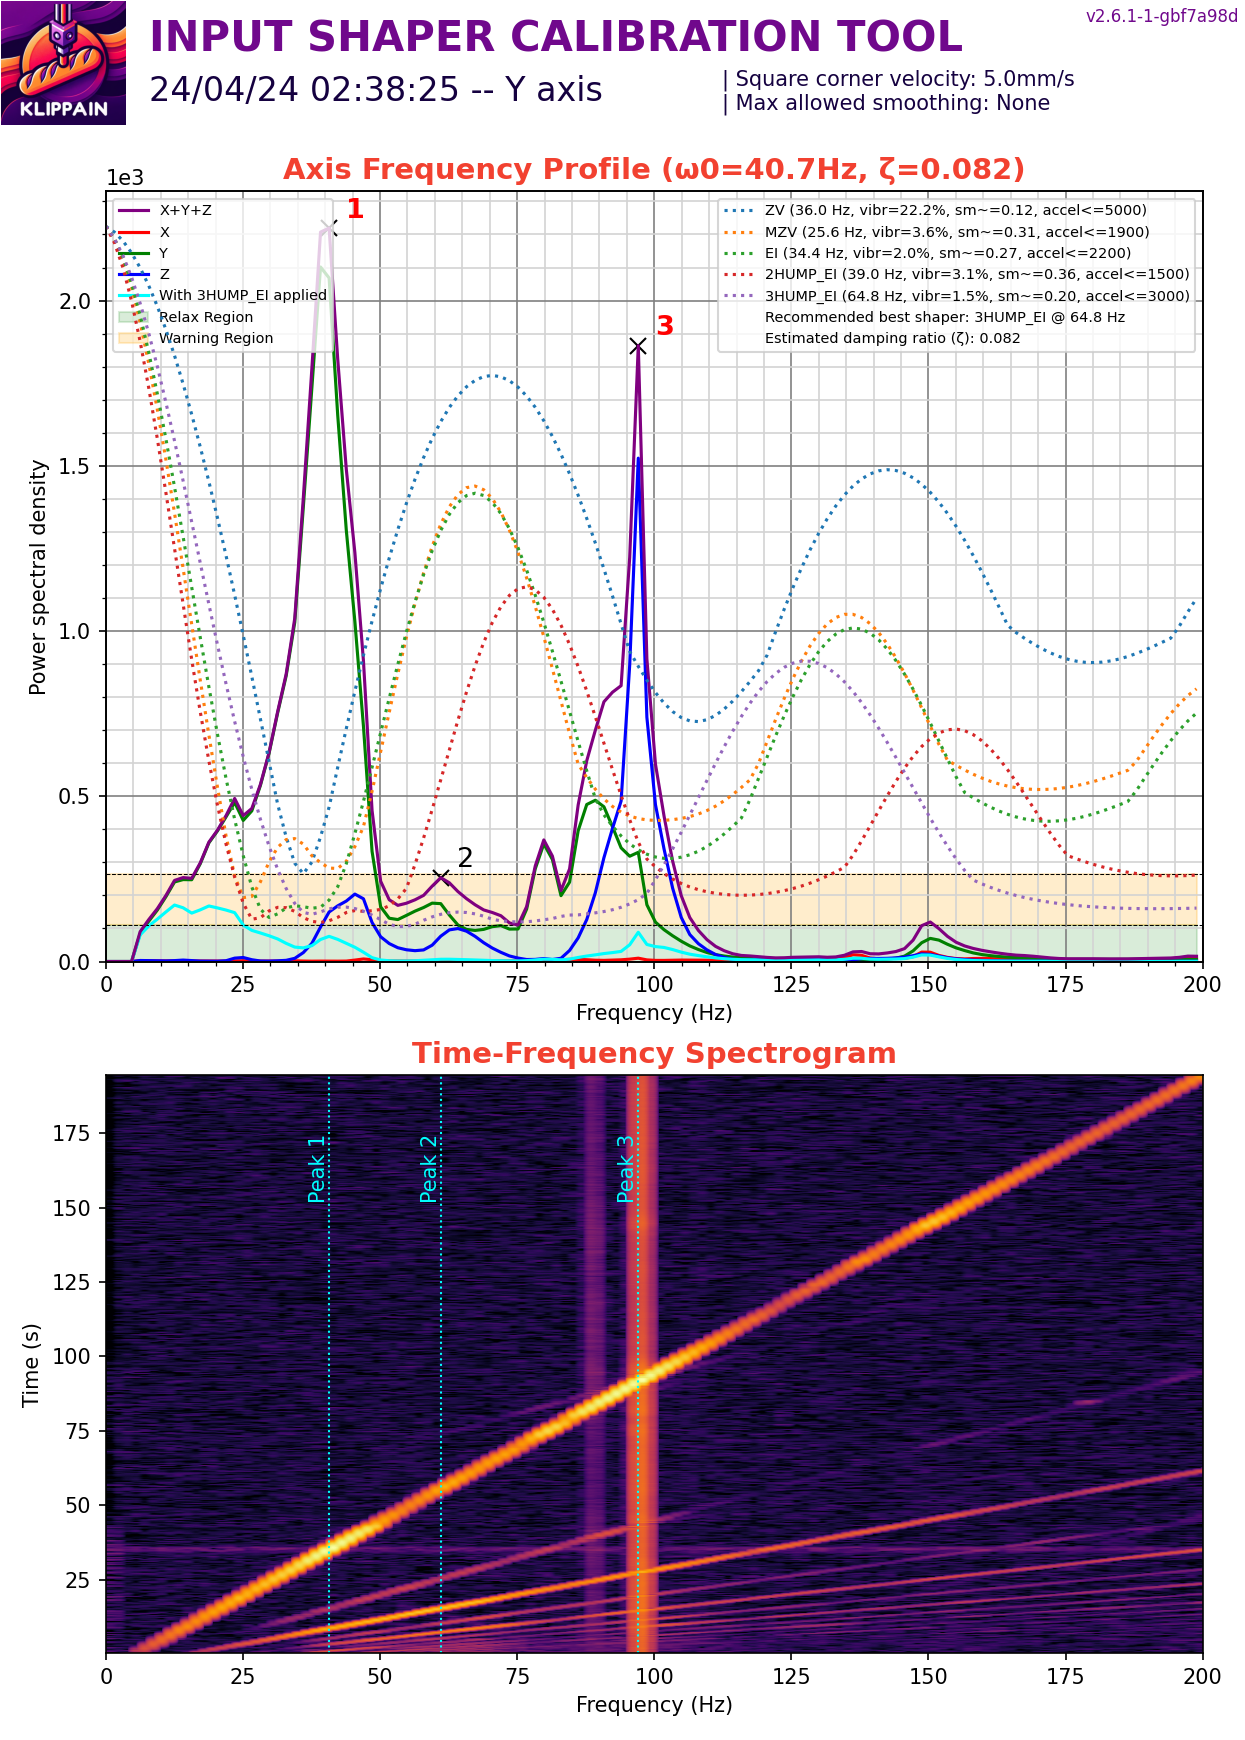 INPUT SHAPER CALIBRATION TOOL
v2.6.1-1-gbf7a98d
24/04/24 02:38:25 -- Y axis
| Square corner velocity: 5.0mm/s
| Max allowed smoothing: None
KLIPPAIN
Axis Frequency Profile (ω0=40.7Hz, ζ=0.082)
1e3
X+Y+Z
X
Y
Z
With 3HUMP_EI applied
Relax Region
Warning Region
ZV (36.0 Hz, vibr=22.2%, sm~=0.12, accel<=5000)
MZV (25.6 Hz, vibr=3.6%, sm~=0.31, accel<=1900)
EI (34.4 Hz, vibr=2.0%, sm~=0.27, accel<=2200)
2HUMP_EI (39.0 Hz, vibr=3.1%, sm~=0.36, accel<=1500)
3HUMP_EI (64.8 Hz, vibr=1.5%, sm~=0.20, accel<=3000)
Recommended best shaper: 3HUMP_EI @ 64.8 Hz
Estimated damping ratio (ζ): 0.082
1
2
3
Power spectral density
2.0
1.5
1.0
0.5
0.0
0 25 50 75 100 125 150 175 200
Frequency (Hz)
Time-Frequency Spectrogram
Peak 1
Peak 2
Peak 3
Time (s)
175
150
125
100
75
50
25
0 25 50 75 100 125 150 175 200
Frequency (Hz)